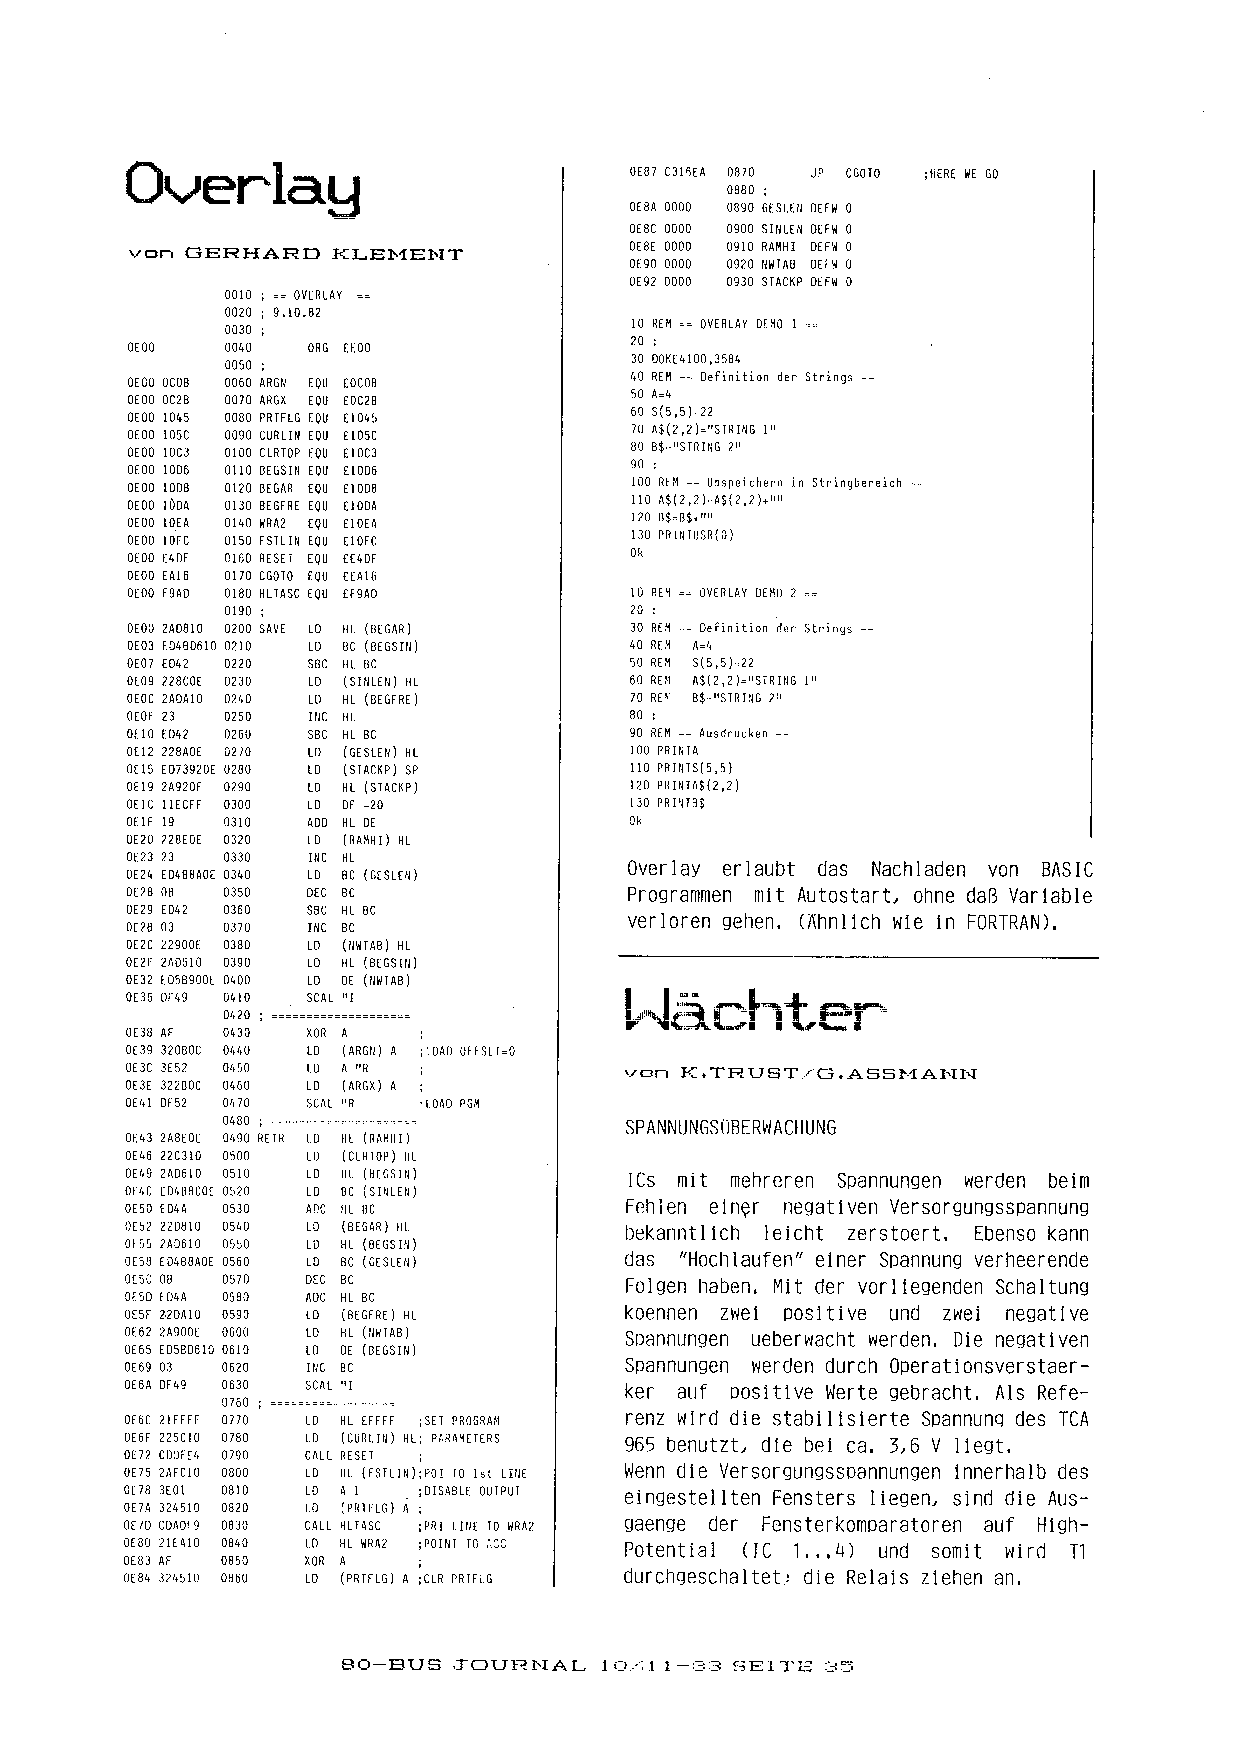 Overlay
von GERHARD KLEMENT
0010 ; == OVERLAY ==
0020 ; 9.10.82
0030 ;
0E00 0040 ORG £E00
0050 ;
0E00 0C0B 0060 ARGN EQU £0C0B
0E00 0C2B 0070 ARGX EQU £0C2B
0E00 1045 0080 PRTFLG EQU £1045
0E00 105C 0090 CURLIN EQU £105C
0E00 10C3 0100 CLRTOP EQU £10C3
0E00 10D6 0110 BEGSIN EQU £10D6
0E00 10D8 0120 BEGAR EQU £10D8
0E00 10DA 0130 BEGFRE EQU £10DA
0E00 10EA 0140 WRA2 EQU £10EA
0E00 10FC 0150 FSTLIN EQU £10FC
0E00 E4DF 0160 RESET EQU £E4DF
0E00 EA16 0170 CGOTO EQU £EA16
0E00 F9AD 0180 HLTASC EQU £F9AD
0190 ;
0E00 2AD810 0200 SAVE LD HL (BEGAR)
0E03 ED4BD610 0210 LD BC (BEGSIN)
0E07 ED42 0220 SBC HL BC
0E09 228C0E 0230 LD (SINLEN) HL
0E0C 2ADA10 0240 LD HL (BEGFRE)
0E0F 23 0250 INC HL
0E10 ED42 0260 SBC HL BC
0E12 228A0E 0270 LD (GESLEN) HL
0E15 ED73920E 0280 LD (STACKP) SP
0E19 2A920E 0290 LD HL (STACKP)
0E1C 11ECFF 0300 LD DE -20
0E1F 19 0310 ADD HL DE
0E20 228E0E 0320 LD (RAMHI) HL
0E23 23 0330 INC HL
0E24 ED4B8A0E 0340 LD BC (GESLEN)
0E28 0B 0350 DEC BC
0E29 ED42 0360 SBC HL BC
0E2B 03 0370 INC BC
0E2C 22900E 0380 LD (NWTAB) HL
0E2F 2AD610 0390 LD HL (BEGSIN)
0E32 ED5B900E 0400 LD DE (NWTAB)
0E36 DF49 0410 SCAL "I
0420 ; ====================
0E38 AF 0430 XOR A ;
0E39 320B0C 0440 LD (ARGN) A ;LOAD OFFSET=0
0E3C 3E52 0450 LD A "R ;
0E3E 322B0C 0460 LD (ARGX) A ;
0E41 DF52 0470 SCAL "R ;LOAD PGM
0480 ; --------------------
0E43 2A8E0E 0490 RETR LD HL (RAMHI)
0E46 22C310 0500 LD (CLRTOP) HL
0E49 2AD610 0510 LD HL (BEGSIN)
0E4C ED4B8C0E 0520 LD BC (SINLEN)
0E50 ED4A 0530 ADC HL BC
0E52 22D810 0540 LD (BEGAR) HL
0E55 2AD610 0550 LD HL (BEGSIN)
0E58 ED4B8A0E 0560 LD BC (GESLEN)
0E5C 0B 0570 DEC BC
0E5D ED4A 0580 ADC HL BC
0E5F 22DA10 0590 LD (BEGFRE) HL
0E62 2A900E 0600 LD HL (NWTAB)
0E65 ED5BD610 0610 LD DE (BEGSIN)
0E69 03 0620 INC BC
0E6A DF49 0630 SCAL "I
0760 ; ==================
0E6C 21FFFF 0770 LD HL £FFFF ;SET PROGRAM
0E6F 225C10 0780 LD (CURLIN) HL; PARAMETERS
0E72 CDDFE4 0790 CALL RESET ;
0E75 2AFC10 0800 LD HL (FSTLIN);POI TO 1st LINE
0E78 3E01 0810 LD A 1 ;DISABLE OUTPUT
0E7A 324510 0820 LD (PRTFLG) A ;
0E7D CDADF9 0830 CALL HLTASC ;PRI LINE TO WRA2
0E80 21EA10 0840 LD HL WRA2 ;POINT TO ACC
0E83 AF 0850 XOR A ;
0E84 324510 0860 LD (PRTFLG) A ;CLR PRTFLG
0E87 C316EA 0870 JP CGOTO ;HERE WE GO
0880 ;
0E8A 0000 0890 GESLEN DEFW 0
0E8C 0000 0900 SINLEN DEFW 0
0E8E 0000 0910 RAMHI DEFW 0
0E90 0000 0920 NWTAB DEFW 0
0E92 0000 0930 STACKP DEFW 0
10 REM == OVERLAY DEMO 1 ==
20 :
30 DOKE4100,3584
40 REM -- Definition der Strings --
50 A=4
60 S(5,5)=22
70 A$(2,2)="STRING 1"
80 B$="STRING 2"
90 :
100 REM -- Umspeichern in Stringbereich --
110 A$(2,2)=A$(2,2)+""
120 B$=B$+""
130 PRINTUSR(0)
Ok
10 REM == OVERLAY DEMO 2 ==
20 :
30 REM -- Definition der Strings --
40 REM A=4
50 REM S(5,5)=22
60 REM A$(2,2)="STRING 1"
70 REM B$="STRING 2"
80 :
90 REM -- Ausdrucken --
100 PRINTA
110 PRINTS(5,5)
120 PRINTA$(2,2)
130 PRINTB$
Ok
Overlay erlaubt das Nachladen von BASIC
Programmen mit Autostart, ohne daß Variable
verloren gehen. (Ähnlich wie in FORTRAN).
Wächter
von K.TRUST/G.ASSMANN
SPANNUNGSÜBERWACHUNG
ICs mit mehreren Spannungen werden beim
Fehlen einer negativen Versorgungsspannung
bekanntlich leicht zerstoert. Ebenso kann
das "Hochlaufen" einer Spannung verheerende
Folgen haben. Mit der vorliegenden Schaltung
koennen zwei positive und zwei negative
Spannungen ueberwacht werden. Die negativen
Spannungen werden durch Operationsverstaer-
ker auf positive Werte gebracht. Als Refe-
renz wird die stabilisierte Spannung des TCA
965 benutzt, die bei ca. 3,6 V liegt.
Wenn die Versorgungsspannungen innerhalb des
eingestellten Fensters liegen, sind die Aus-
gaenge der Fensterkomparatoren auf High-
Potential (IC 1...4) und somit wird T1
durchgeschaltet; die Relais ziehen an.
80-BUS JOURNAL 10/11-83 SEITE 35